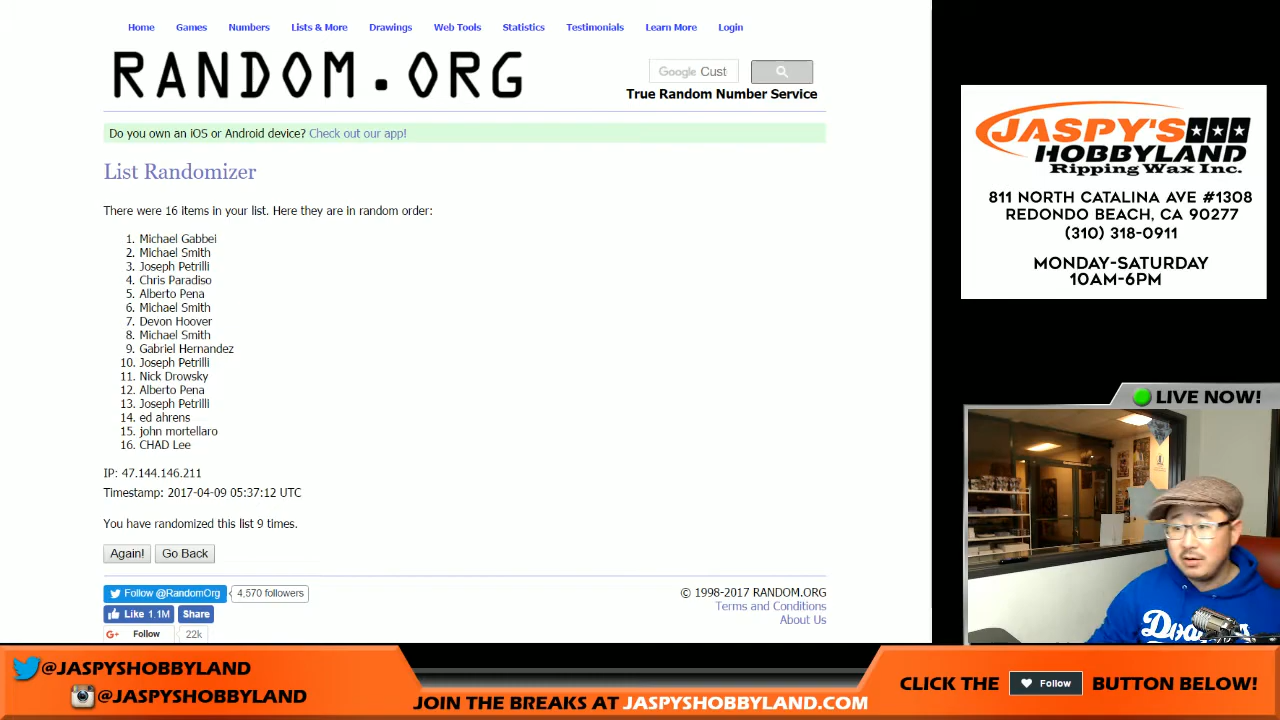 Home Games Numbers Lists & More Drawings Web Tools Statistics Testimonials Learn More Login
RANDOM.ORG
Google Cust
True Random Number Service
Do you own an iOS or Android device? Check out our app!
List Randomizer
There were 16 items in your list. Here they are in random order:
1. Michael Gabbei
2. Michael Smith
3. Joseph Petrilli
4. Chris Paradiso
5. Alberto Pena
6. Michael Smith
7. Devon Hoover
8. Michael Smith
9. Gabriel Hernandez
10. Joseph Petrilli
11. Nick Drowsky
12. Alberto Pena
13. Joseph Petrilli
14. ed ahrens
15. john mortellaro
16. CHAD Lee
IP: 47.144.146.211
Timestamp: 2017-04-09 05:37:12 UTC
You have randomized this list 9 times.
Again! Go Back
Follow @RandomOrg 4,570 followers
Like 1.1M Share
G+ Follow 22k
© 1998-2017 RANDOM.ORG
Terms and Conditions
About Us
JASPY'S
HOBBYLAND
Ripping Wax Inc.
811 NORTH CATALINA AVE #1308
REDONDO BEACH, CA 90277
(310) 318-0911
MONDAY-SATURDAY
10AM-6PM
LIVE NOW!
@JASPYSHOBBYLAND
@JASPYSHOBBYLAND
JOIN THE BREAKS AT JASPYSHOBBYLAND.COM
CLICK THE Follow BUTTON BELOW!